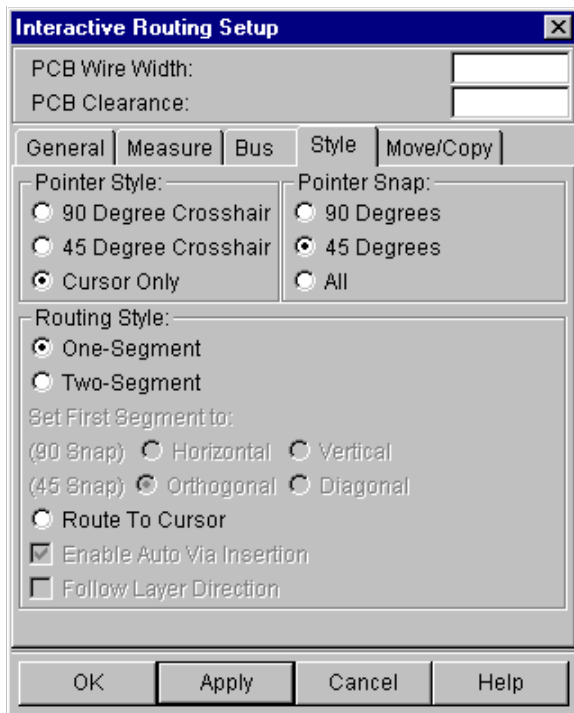 Interactive Routing Setup
PCB Wire Width:
PCB Clearance:
General Measure Bus Style Move/Copy
Pointer Style:
90 Degree Crosshair
45 Degree Crosshair
Cursor Only
Pointer Snap:
90 Degrees
45 Degrees
All
Routing Style:
One-Segment
Two-Segment
Set First Segment to:
(90 Snap) Horizontal Vertical
(45 Snap) Orthogonal Diagonal
Route To Cursor
Enable Auto Via Insertion
Follow Layer Direction
OK Apply Cancel Help